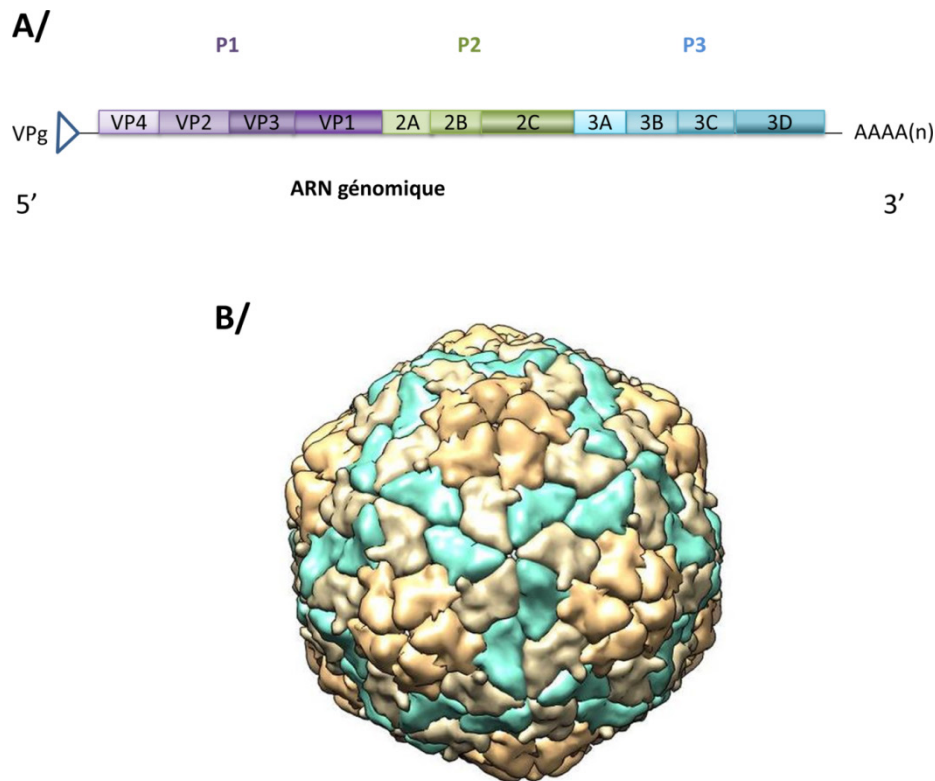 A/
P1 P2 P3
VPg VP4 VP2 VP3 VP1 2A 2B 2C 3A 3B 3C 3D AAAA(n)
ARN génomique
5’ 3’
B/